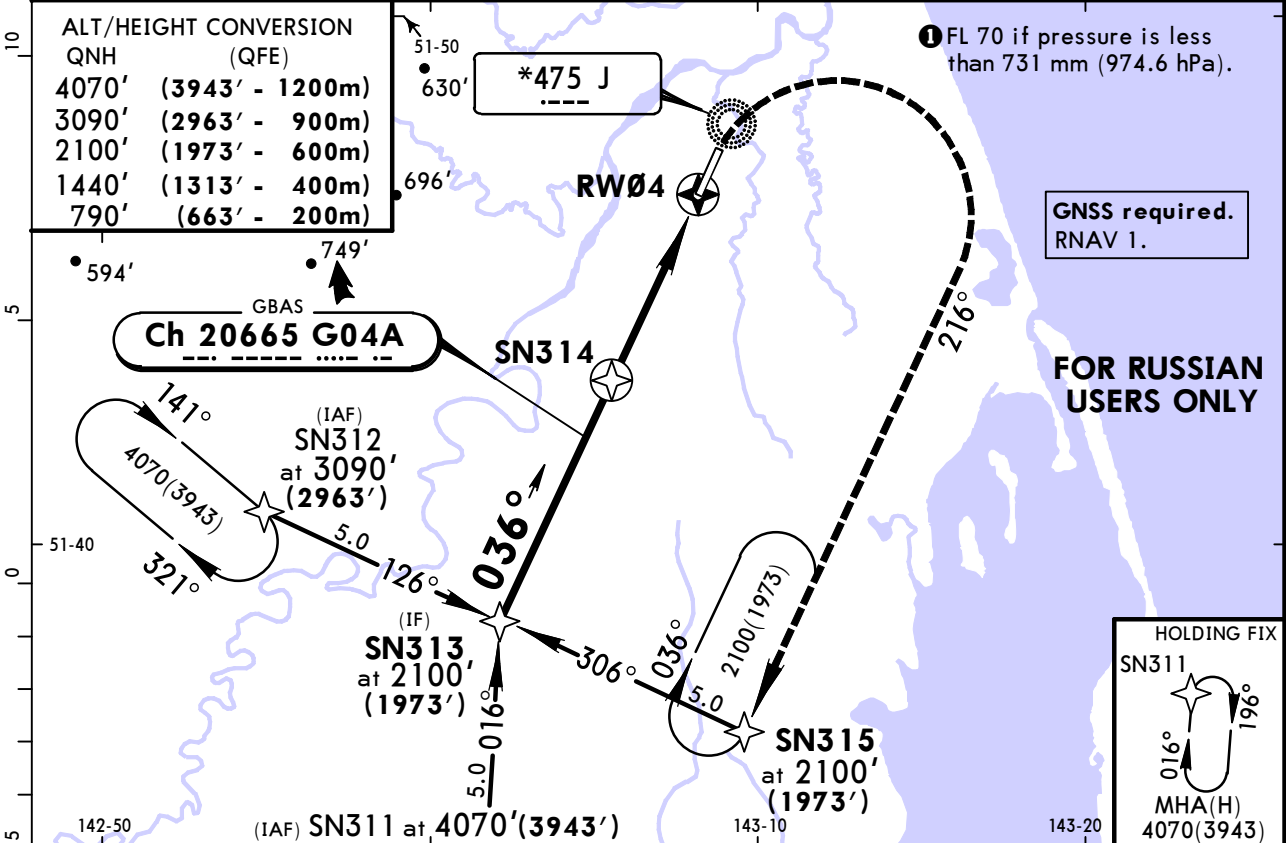 ALT/HEIGHT CONVERSION
QNH (QFE)
4070' (3943' - 1200m)
3090' (2963' - 900m)
2100' (1973' - 600m)
1440' (1313' - 400m)
790' (663' - 200m)
10
51-50
630'
*475 J
❶ FL 70 if pressure is less
than 731 mm (974.6 hPa).
696'
RWØ4
GNSS required.
RNAV 1.
594'
749'
GBAS
Ch 20665 G04A
5
SN314
216°
FOR RUSSIAN
USERS ONLY
141°
4070(3943)
321°
(IAF)
SN312
at 3090'
(2963')
5.0
126°
036°
51-40
0
(IF)
SN313
at 2100'
(1973')
306°
036°
2100(1973)
5.0
SN315
at 2100'
(1973')
016°
5.0
(IAF) SN311 at 4070'(3943')
HOLDING FIX
SN311
016°
196°
MHA(H)
4070(3943)
5
142-50
143-10
143-20